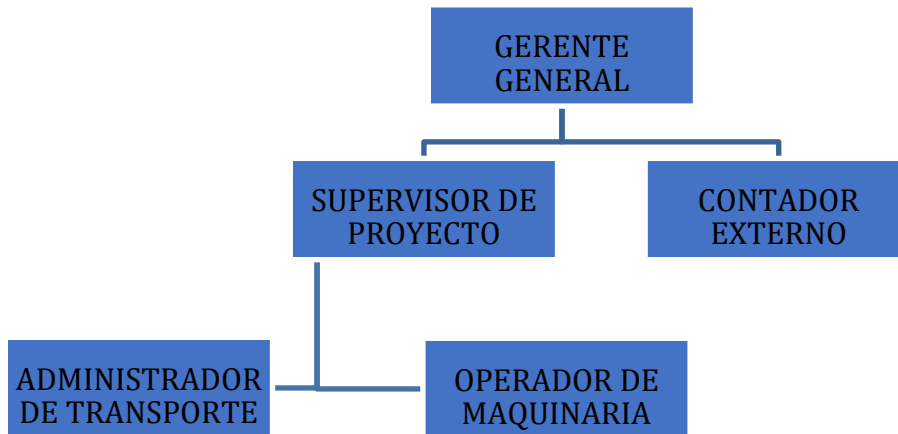 GERENTE
GENERAL
SUPERVISOR DE
PROYECTO
CONTADOR
EXTERNO
ADMINISTRADOR
DE TRANSPORTE
OPERADOR DE
MAQUINARIA